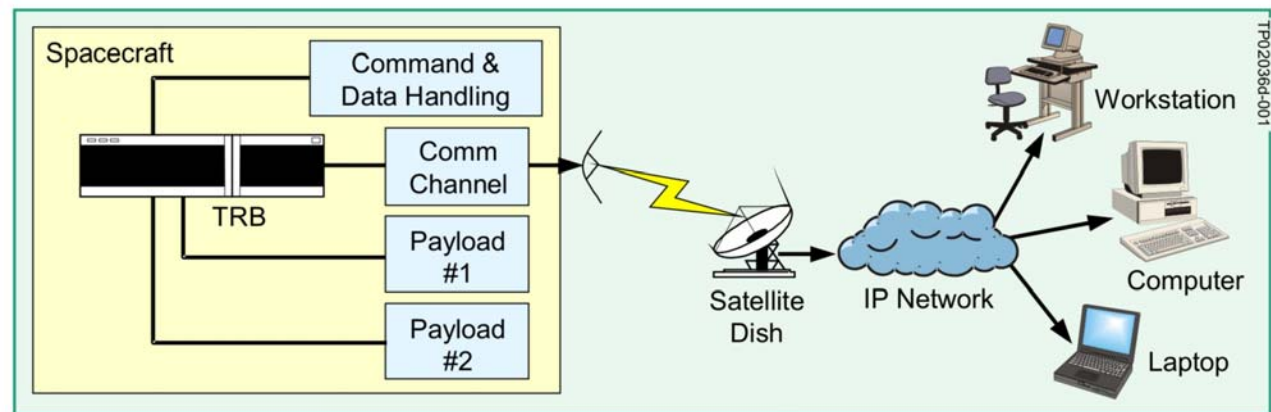 Spacecraft
Command &
Data Handling
TRB
Comm
Channel
Payload
#1
Payload
#2
Satellite
Dish
IP Network
Workstation
Computer
Laptop
TP02036d-001